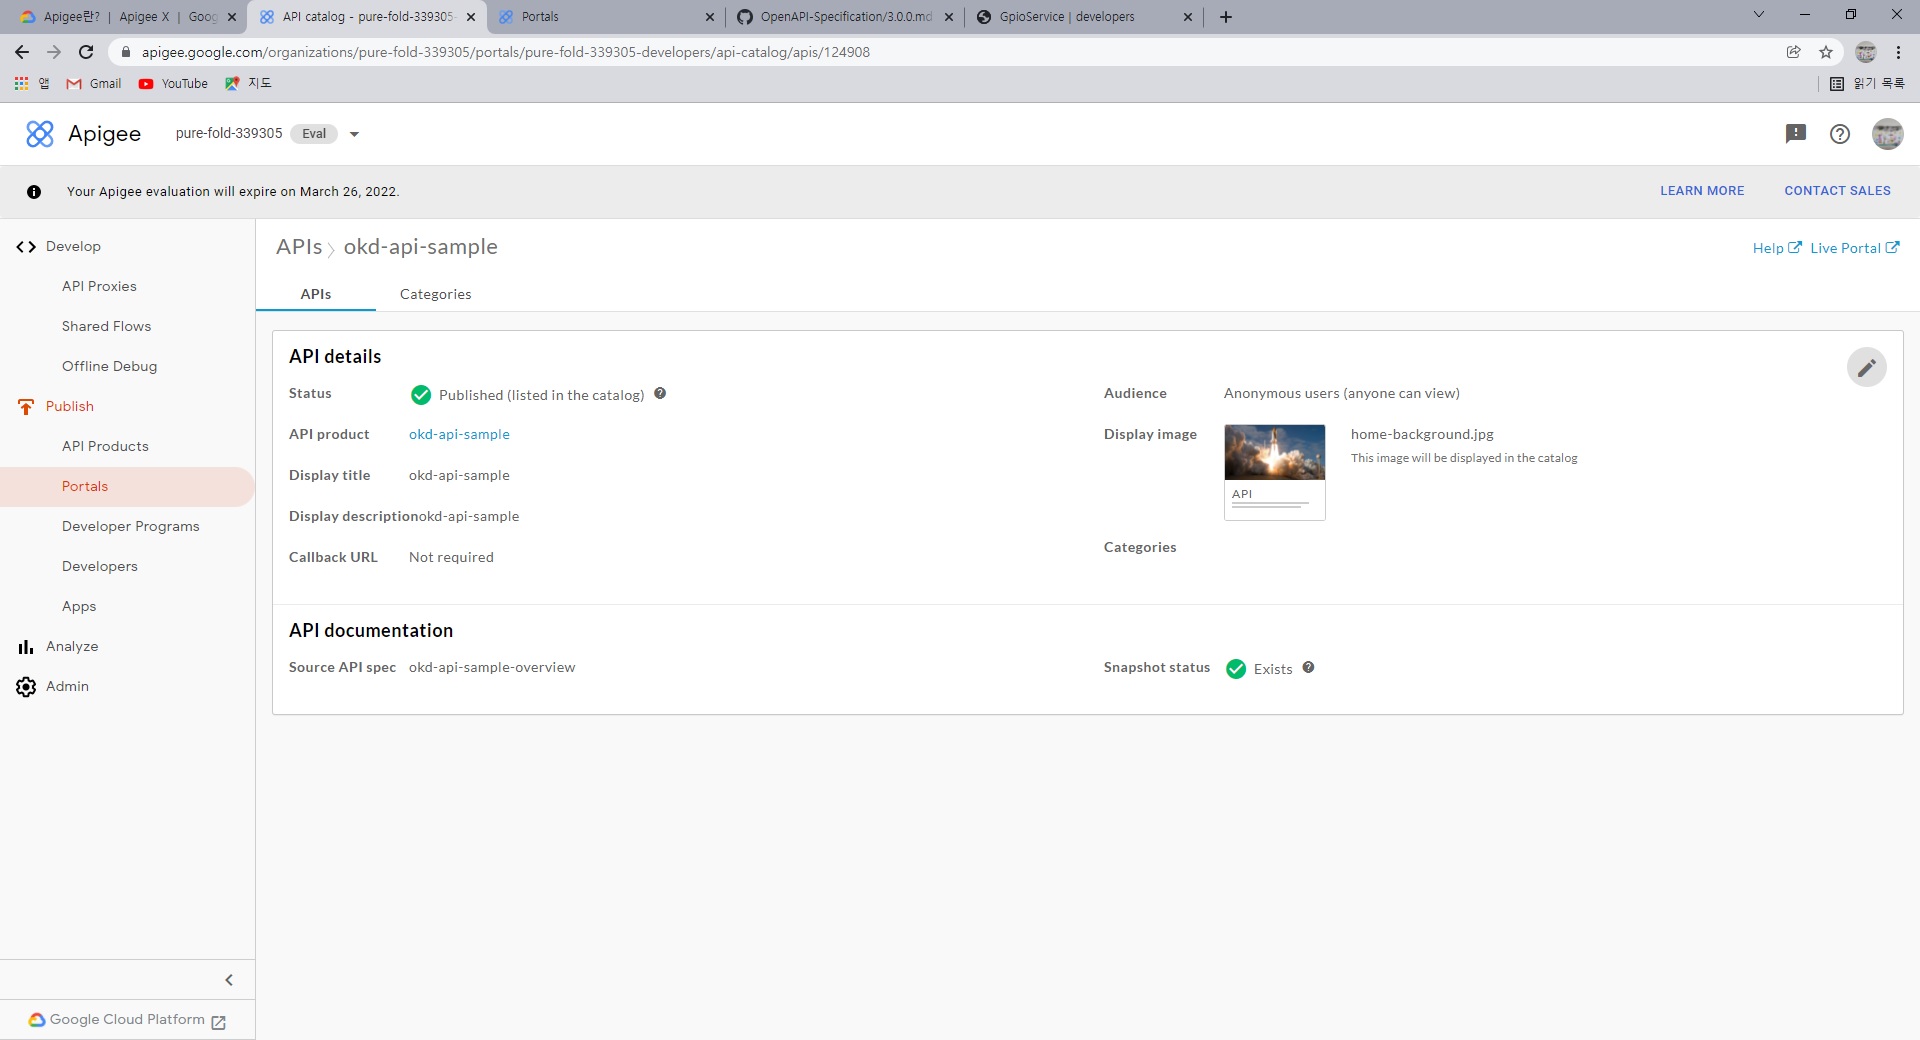 Apigee란? | Apigee X | Goog
API catalog - pure-fold-339305-
Portals
OpenAPI-Specification/3.0.0.md
GpioService | developers
apigee.google.com/organizations/pure-fold-339305/portals/pure-fold-339305-developers/api-catalog/apis/124908
앱 Gmail YouTube 지도 읽기 목록
Apigee pure-fold-339305 Eval
Your Apigee evaluation will expire on March 26, 2022. LEARN MORE CONTACT SALES
Develop
API Proxies
Shared Flows
Offline Debug
Publish
API Products
Portals
Developer Programs
Developers
Apps
Analyze
Admin
Google Cloud Platform
APIs okd-api-sample Help Live Portal
APIs Categories
API details
Status Published (listed in the catalog)
API product okd-api-sample
Display title okd-api-sample
Display descriptionokd-api-sample
Callback URL Not required
Audience Anonymous users (anyone can view)
Display image home-background.jpg
This image will be displayed in the catalog
API
Categories
API documentation
Source API spec okd-api-sample-overview
Snapshot status Exists